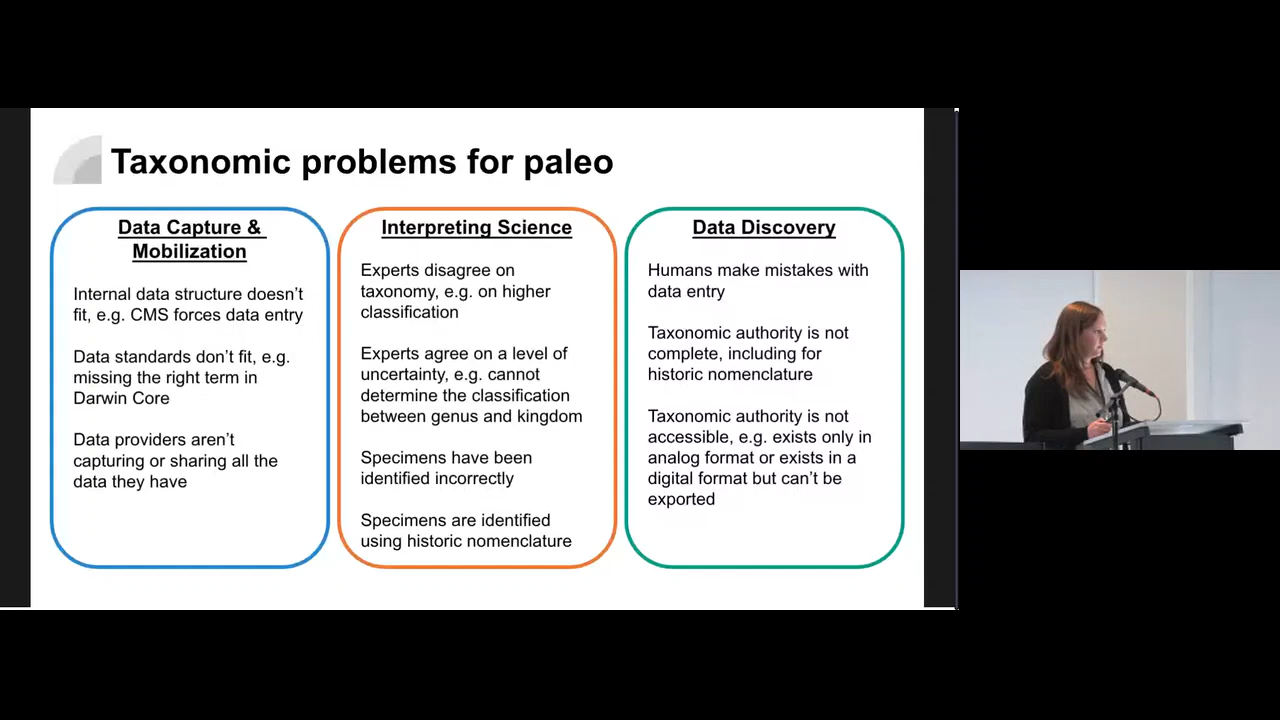 Taxonomic problems for paleo
Data Capture &
Mobilization
Internal data structure doesn't
fit, e.g. CMS forces data entry
Data standards don't fit, e.g.
missing the right term in
Darwin Core
Data providers aren't
capturing or sharing all the
data they have
Interpreting Science
Experts disagree on
taxonomy, e.g. on higher
classification
Experts agree on a level of
uncertainty, e.g. cannot
determine the classification
between genus and kingdom
Specimens have been
identified incorrectly
Specimens are identified
using historic nomenclature
Data Discovery
Humans make mistakes with
data entry
Taxonomic authority is not
complete, including for
historic nomenclature
Taxonomic authority is not
accessible, e.g. exists only in
analog format or exists in a
digital format but can't be
exported